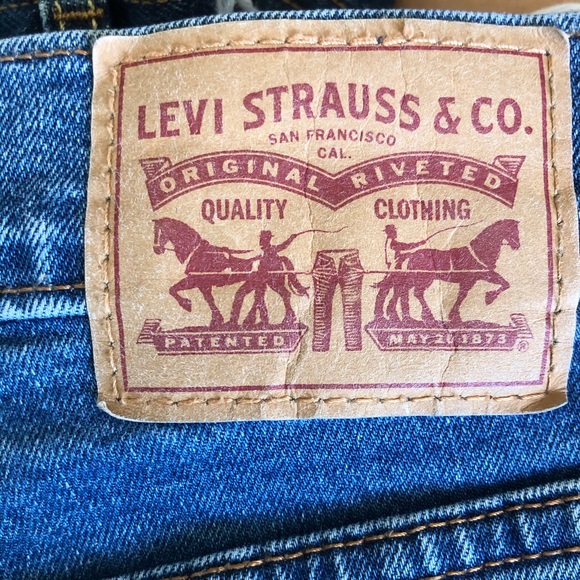 LEVI STRAUSS & CO.
SAN FRANCISCO
CAL.
ORIGINAL RIVETED
QUALITY CLOTHING
PATENTED MAY 20 1873 ®